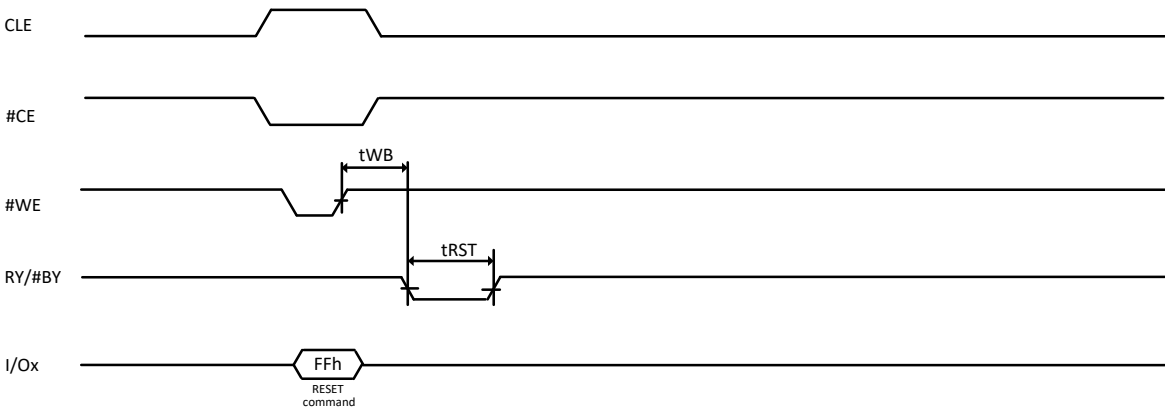 CLE
#CE
tWB
#WE
tRST
RY/#BY
I/Ox
FFh
RESET
command